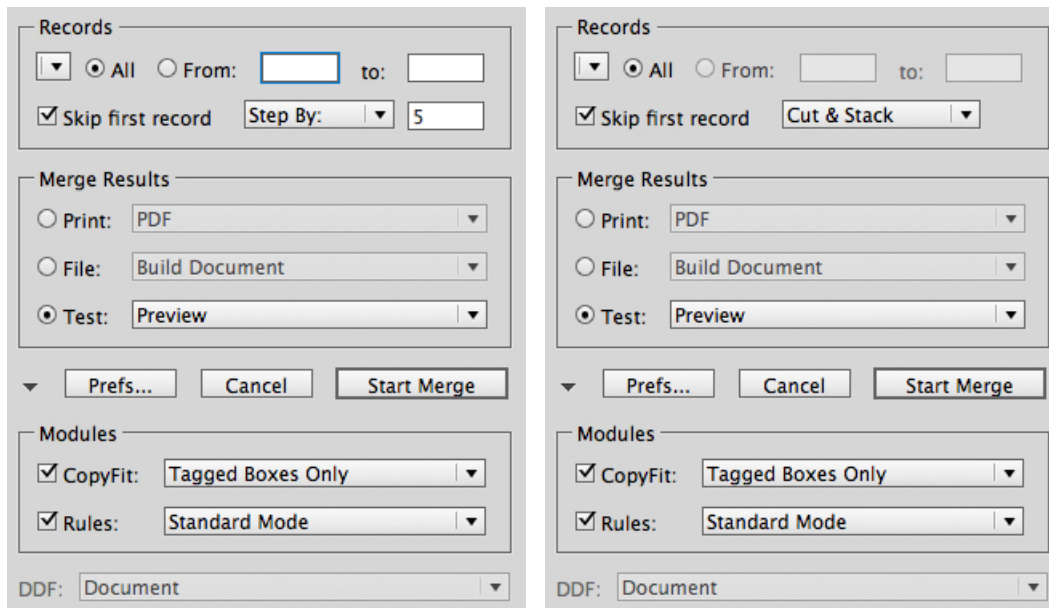 Records
All From: to:
Skip first record Step By: 5
Merge Results
Print: PDF
File: Build Document
Test: Preview
Prefs... Cancel Start Merge
Modules
CopyFit: Tagged Boxes Only
Rules: Standard Mode
DDF: Document
Records
All From: to:
Skip first record Cut & Stack
Merge Results
Print: PDF
File: Build Document
Test: Preview
Prefs... Cancel Start Merge
Modules
CopyFit: Tagged Boxes Only
Rules: Standard Mode
DDF: Document